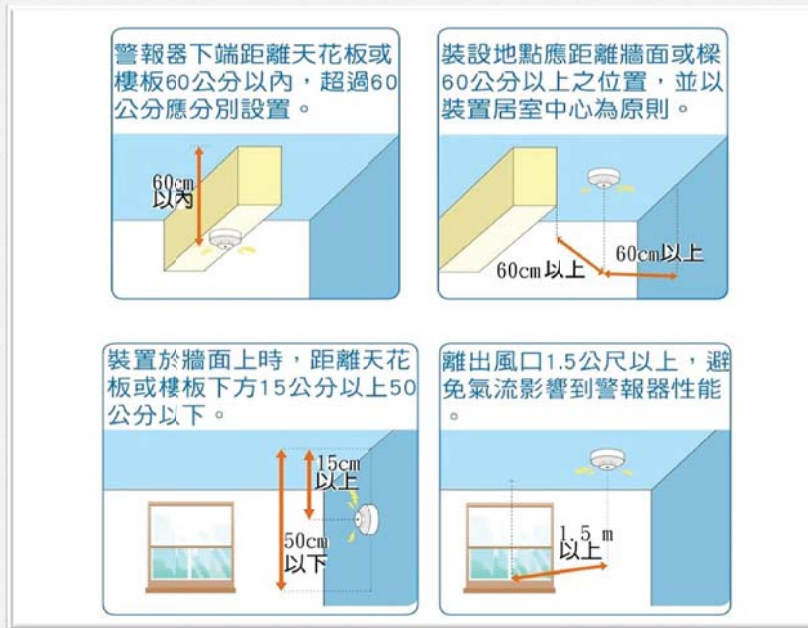 警報器下端距離天花板或
樓板60公分以內，超過60
公分應分別設置。
60cm
以內
裝設地點應距離牆面或樑
60公分以上之位置，並以
裝置居室中心為原則。
60cm以上
60cm以上
裝置於牆面上時，距離天花
板或樓板下方15公分以上50
公分以下。
15cm
以上
50cm
以下
離出風口1.5公尺以上，避
免氣流影響到警報器性能
。
1.5 m
以上